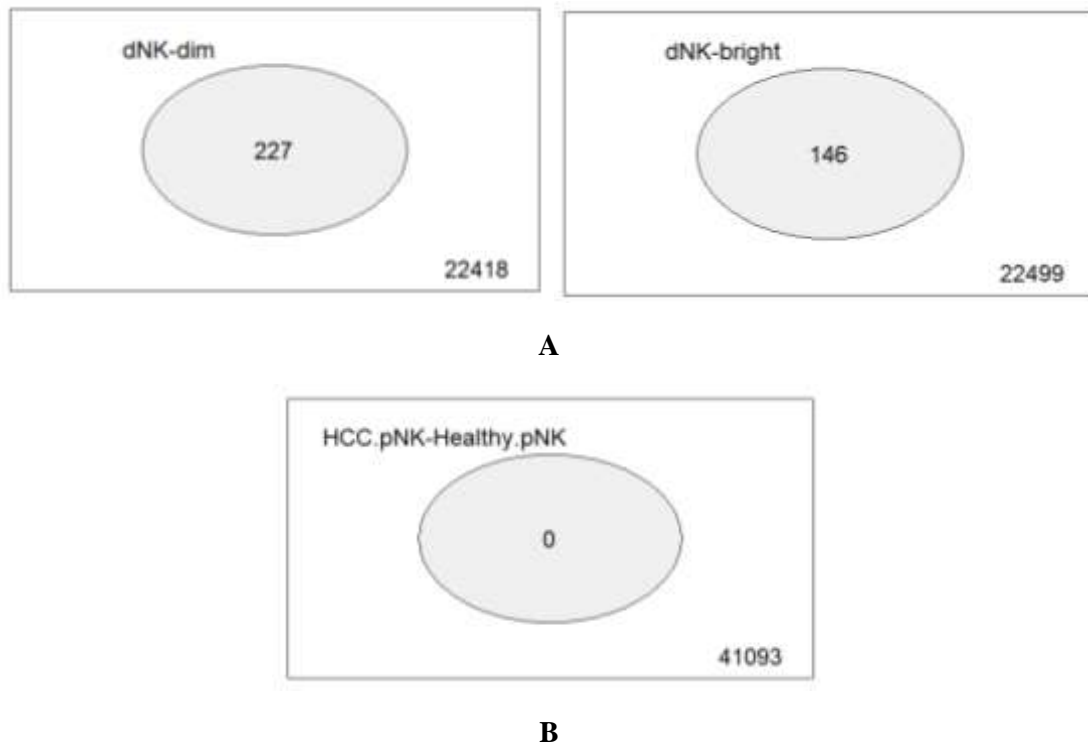 dNK-dim
227
22418
dNK-bright
146
22499
A
HCC.pNK-Healthy.pNK
0
41093
B